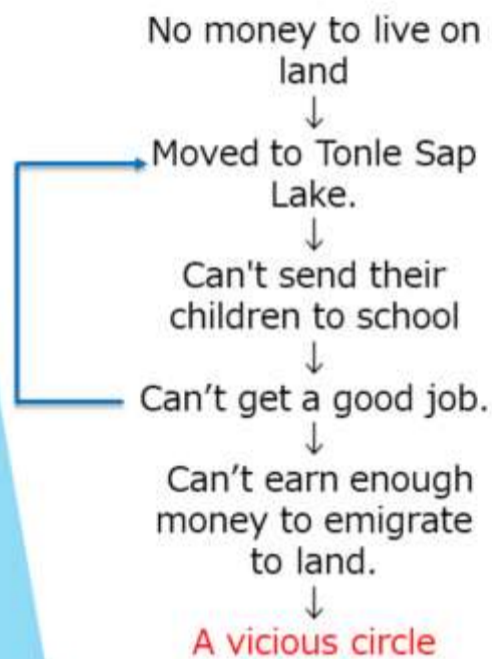 No money to live on
land
↓
Moved to Tonle Sap
Lake.
↓
Can't send their
children to school
↓
Can’t get a good job.
↓
Can’t earn enough
money to emigrate
to land.
↓
A vicious circle